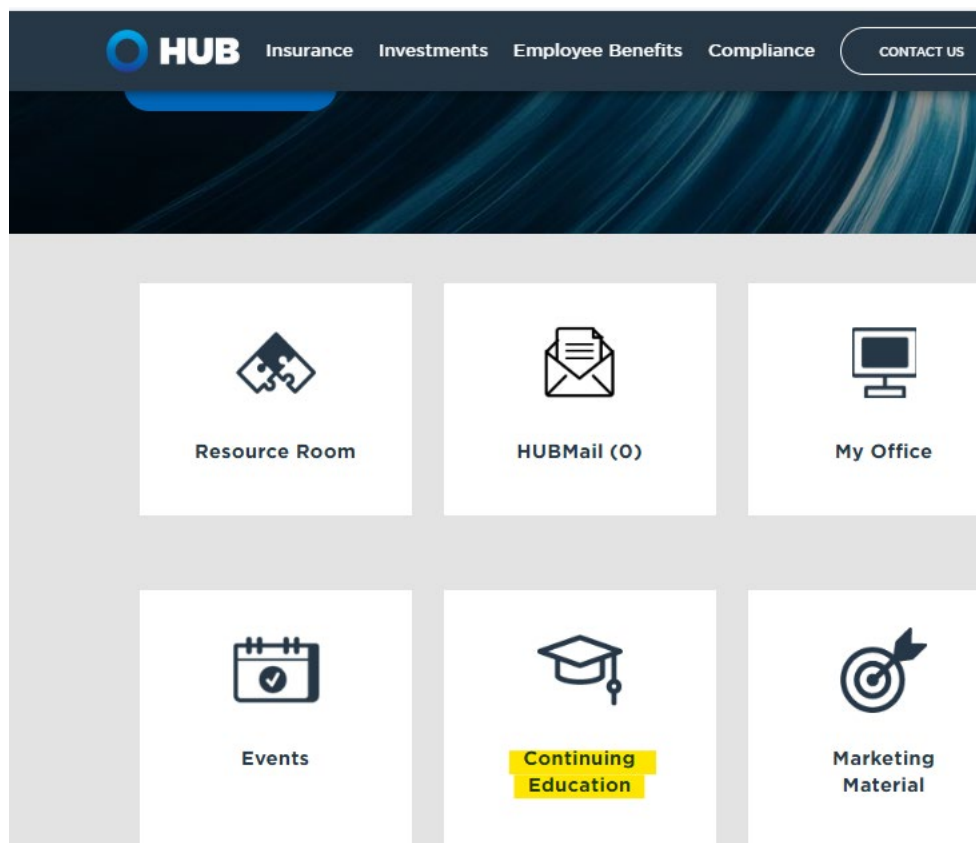 HUB Insurance Investments Employee Benefits Compliance CONTACT US
Resource Room HUBMail (0) My Office
Events Continuing Marketing
Education Material